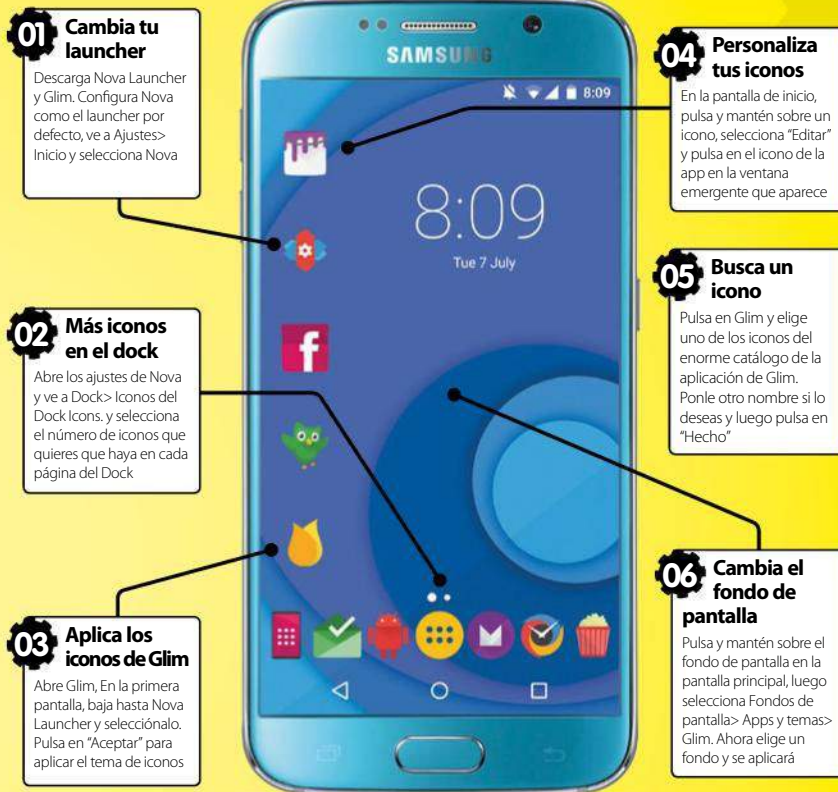 01 Cambia tu
launcher
Descarga Nova Launcher
y Glim. Configura Nova
como el launcher por
defecto, ve a Ajustes>
Inicio y selecciona Nova
02 Más iconos
en el dock
Abre los ajustes de Nova
y ve a Dock> Iconos del
Dock Icons. y selecciona
el número de iconos que
quieres que haya en cada
página del Dock
03 Aplica los
iconos de Glim
Abre Glim, En la primera
pantalla, baja hasta Nova
Launcher y selecciónalo.
Pulsa en “Aceptar” para
aplicar el tema de iconos
SAMSUNG
8:09
8:09
Tue 7 July
04 Personaliza
tus iconos
En la pantalla de inicio,
pulsa y mantén sobre un
icono, selecciona “Editar”
y pulsa en el icono de la
app en la ventana
emergente que aparece
05 Busca un
icono
Pulsa en Glim y elige
uno de los iconos del
enorme catálogo de la
aplicación de Glim.
Ponle otro nombre si lo
deseas y luego pulsa en
“Hecho”
06 Cambia el
fondo de
pantalla
Pulsa y mantén sobre el
fondo de pantalla en la
pantalla principal, luego
selecciona Fondos de
pantalla> Apps y temas>
Glim. Ahora elige un
fondo y se aplicará